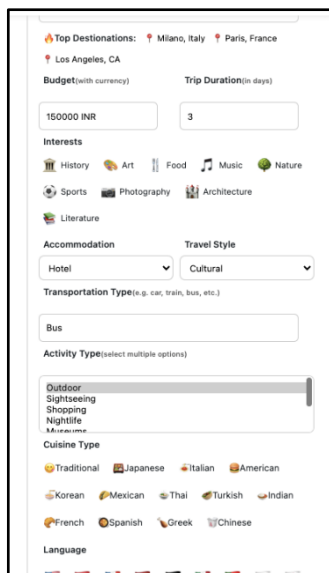 Top Destionations: Milano, Italy Paris, France
Los Angeles, CA
Budget(with currency) Trip Duration(in days)
150000 INR 3
Interests
History Art Food Music Nature
Sports Photography Architecture
Literature
Accommodation Travel Style
Hotel Cultural
Transportation Type(e.g. car, train, bus, etc.)
Bus
Activity Type(select multiple options)
Outdoor
Sightseeing
Shopping
Nightlife
Museums
Cuisine Type
Traditional Japanese Italian American
Korean Mexican Thai Turkish Indian
French Spanish Greek Chinese
Language